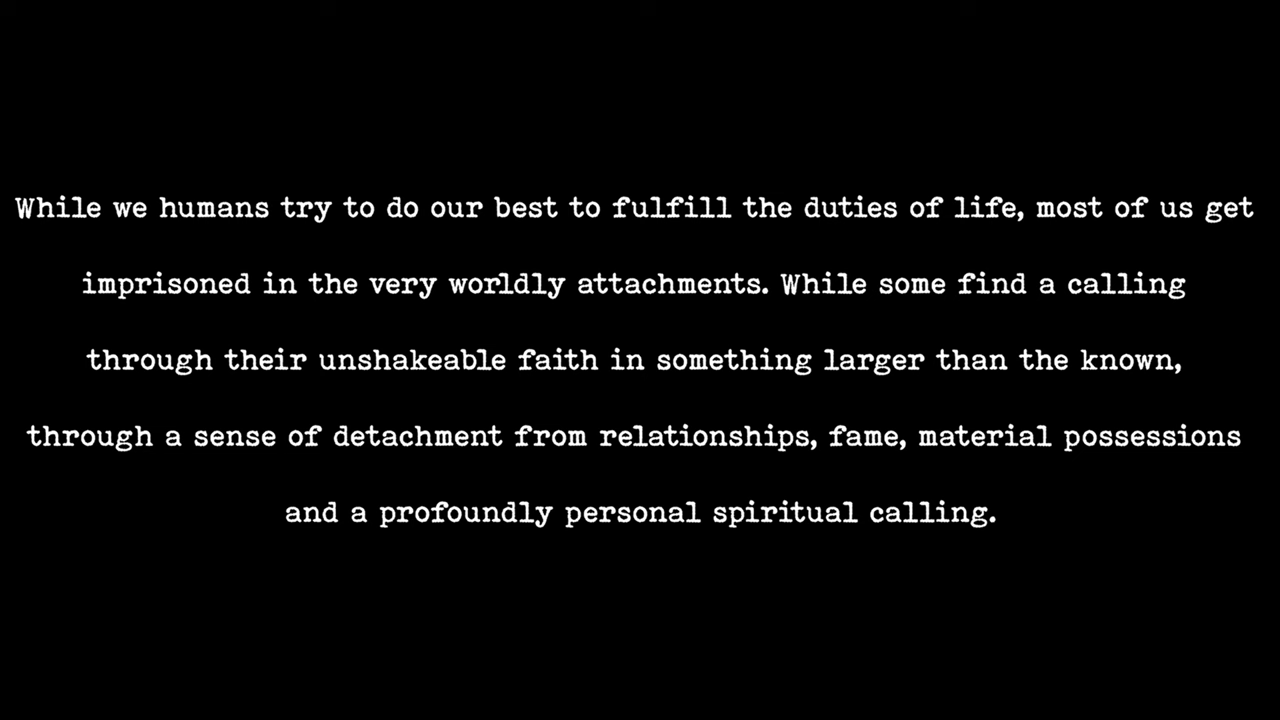 While we humans try to do our best to fulfill the duties of life, most of us get
imprisoned in the very worldly attachments. While some find a calling
through their unshakeable faith in something larger than the known,
through a sense of detachment from relationships, fame, material possessions
and a profoundly personal spiritual calling.